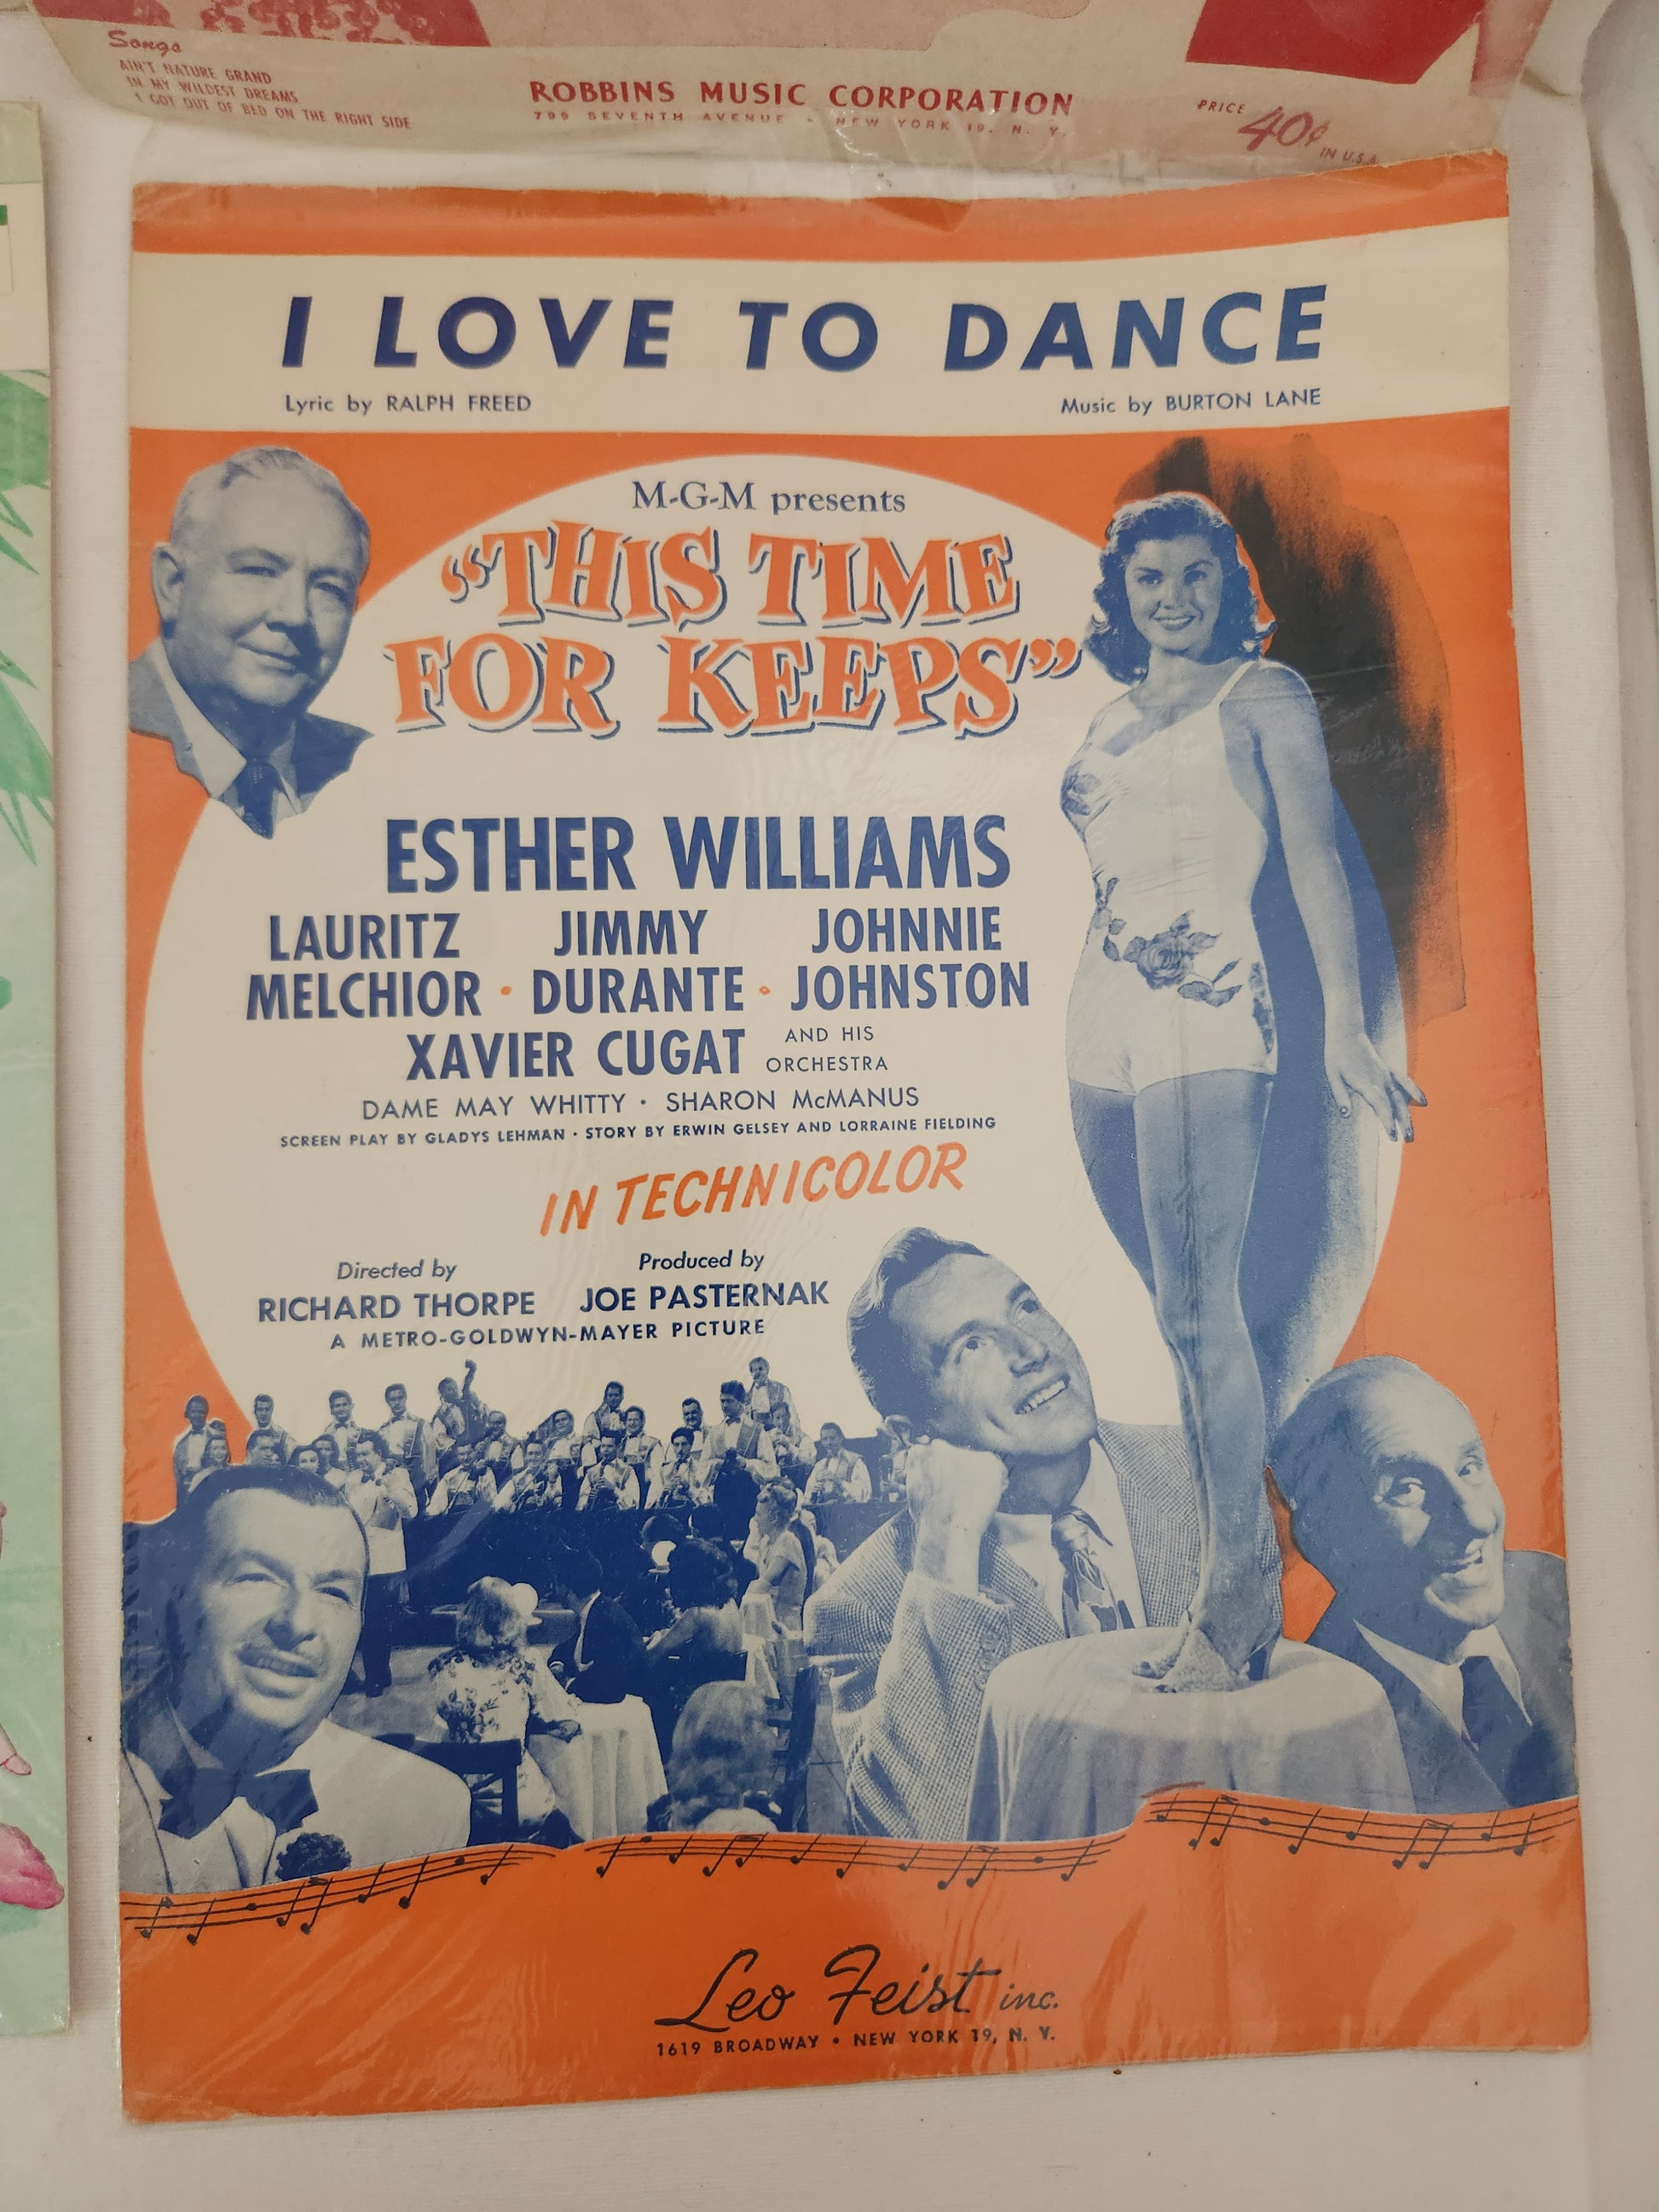 Songs
AIN'T NATURE GRAND
IN MY WILDEST DREAMS
I GOT OUT OF BED ON THE RIGHT SIDE
ROBBINS MUSIC CORPORATION
799 SEVENTH AVENUE • NEW YORK 19, N. Y.
PRICE 40¢ IN U.S.A.
I LOVE TO DANCE
Lyric by RALPH FREED Music by BURTON LANE
M-G-M presents
"THIS TIME
FOR KEEPS"
ESTHER WILLIAMS
LAURITZ JIMMY JOHNNIE
MELCHIOR • DURANTE • JOHNSTON
XAVIER CUGAT AND HIS
ORCHESTRA
DAME MAY WHITTY • SHARON McMANUS
SCREEN PLAY BY GLADYS LEHMAN • STORY BY ERWIN GELSEY AND LORRAINE FIELDING
IN TECHNICOLOR
Directed by Produced by
RICHARD THORPE JOE PASTERNAK
A METRO-GOLDWYN-MAYER PICTURE
Leo Feist inc.
1619 BROADWAY • NEW YORK 19, N. Y.